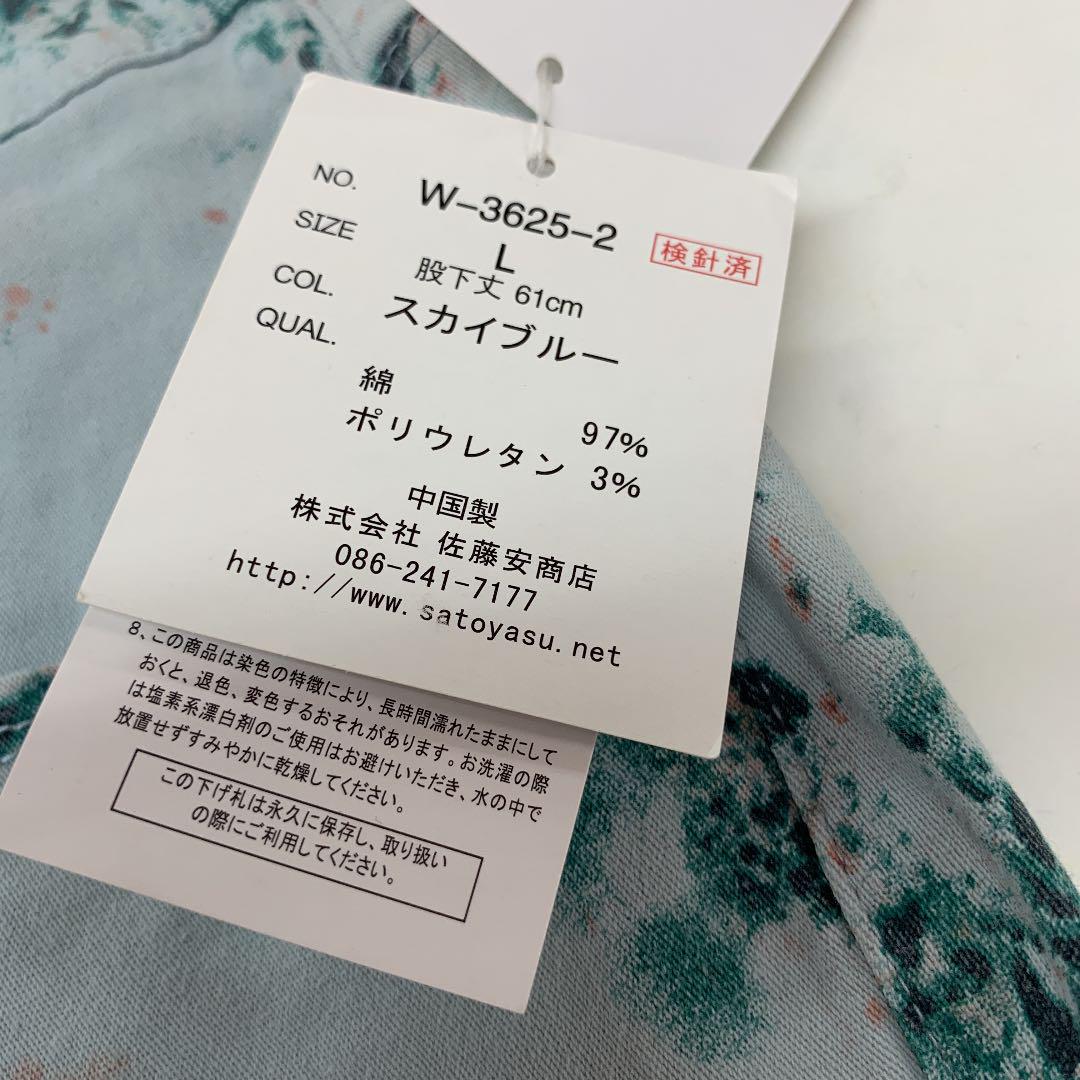 NO. W-3625-2
SIZE L
検針済
股下丈 61cm
COL. スカイブルー
QUAL.
綿 97%
ポリウレタン 3%
中国製
株式会社 佐藤安商店
086-241-7177
http://www.satoyasu.net
8、この商品は染色の特徴により、長時間濡れたままにして
おくと、退色、変色するおそれがあります。お洗濯の際
は塩素系漂白剤のご使用はお避けいただき、水の中で
放置せずすみやかに乾燥してください。
この下げ札は永久に保存し、取り扱い
の際にご利用してください。